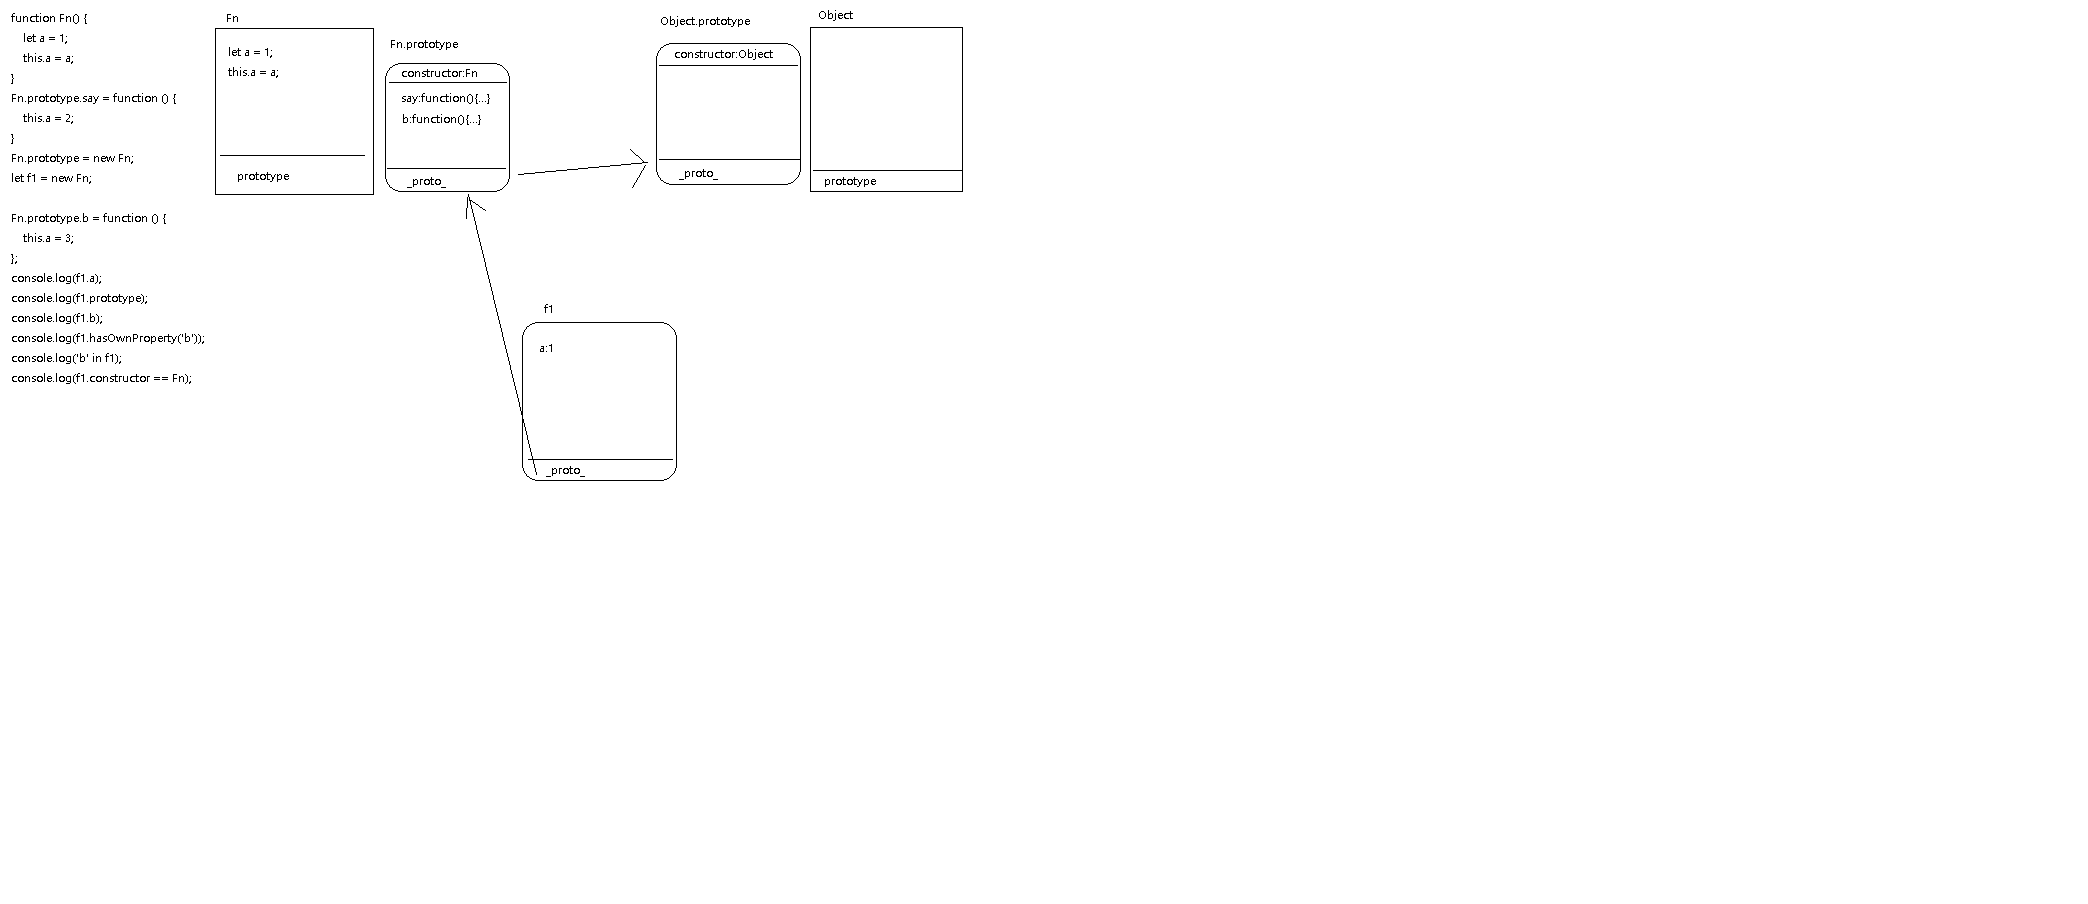 function Fn() {
let a = 1;
this.a = a;
}
Fn.prototype.say = function () {
this.a = 2;
}
Fn.prototype = new Fn;
let f1 = new Fn;
Fn.prototype.b = function () {
this.a = 3;
};
console.log(f1.a);
console.log(f1.prototype);
console.log(f1.b);
console.log(f1.hasOwnProperty('b'));
console.log('b' in f1);
console.log(f1.constructor == Fn);
Fn
let a = 1;
this.a = a;
prototype
Fn.prototype
constructor:Fn
say:function(){...}
b:function(){...}
_proto_
Object.prototype
constructor:Object
_proto_
Object
prototype
f1
a:1
_proto_